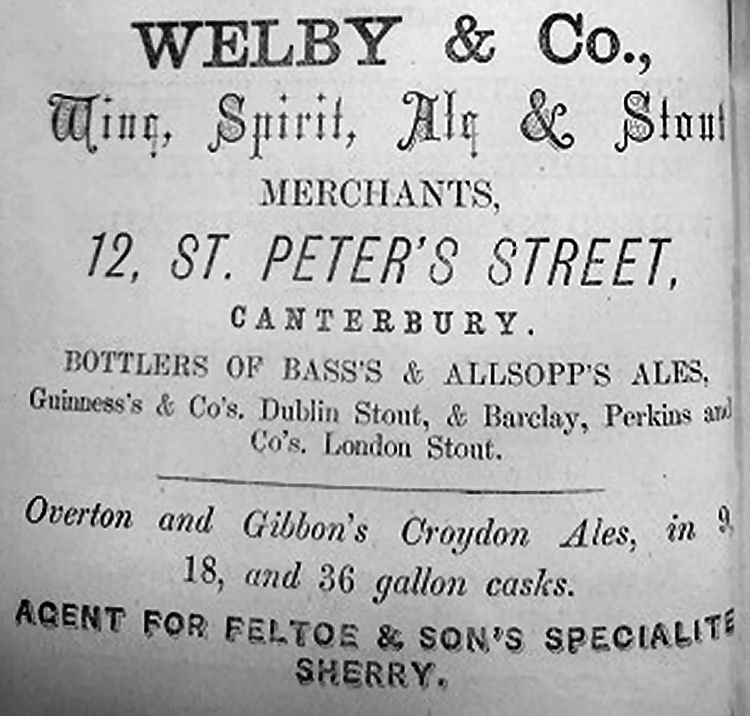 WELBY & Co.,
Wine, Spirit, Ale & Stout
MERCHANTS,
12, ST. PETER'S STREET,
CANTERBURY.
BOTTLERS OF BASS'S & ALLSOPP'S ALES,
Guinness's & Co's. Dublin Stout, & Barclay, Perkins and
Co's. London Stout.
Overton and Gibbon's Croydon Ales, in 9,
18, and 36 gallon casks.
AGENT FOR FELTOE & SON'S SPECIALITE
SHERRY.